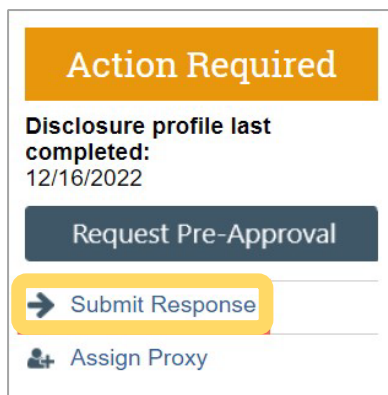 Action Required
Disclosure profile last
completed:
12/16/2022
Request Pre-Approval
Submit Response
Assign Proxy